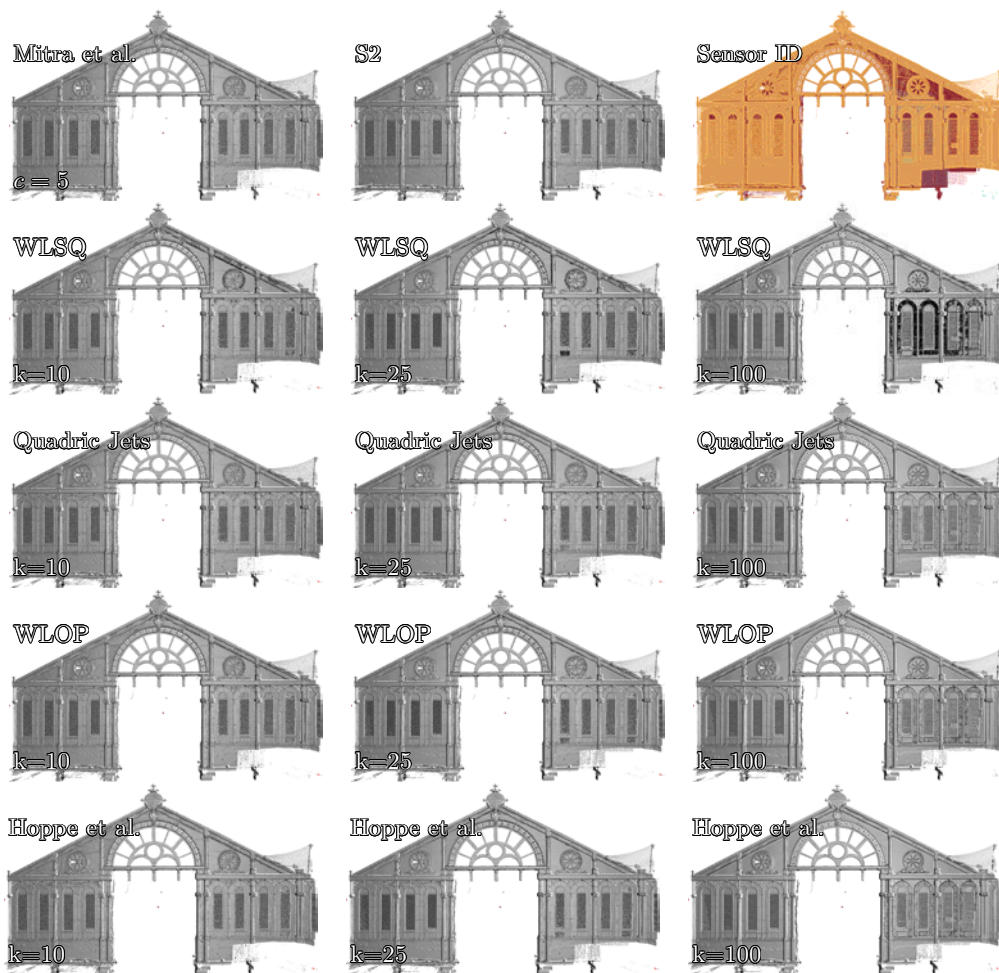 Mitra et al.
S2
Sensor ID
c = 5
WLSQ
WLSQ
WLSQ
k=10
k=25
k=100
Quadric Jets
Quadric Jets
Quadric Jets
k=10
k=25
k=100
WLOP
WLOP
WLOP
k=10
k=25
k=100
Hoppe et al.
Hoppe et al.
Hoppe et al.
k=10
k=25
k=100